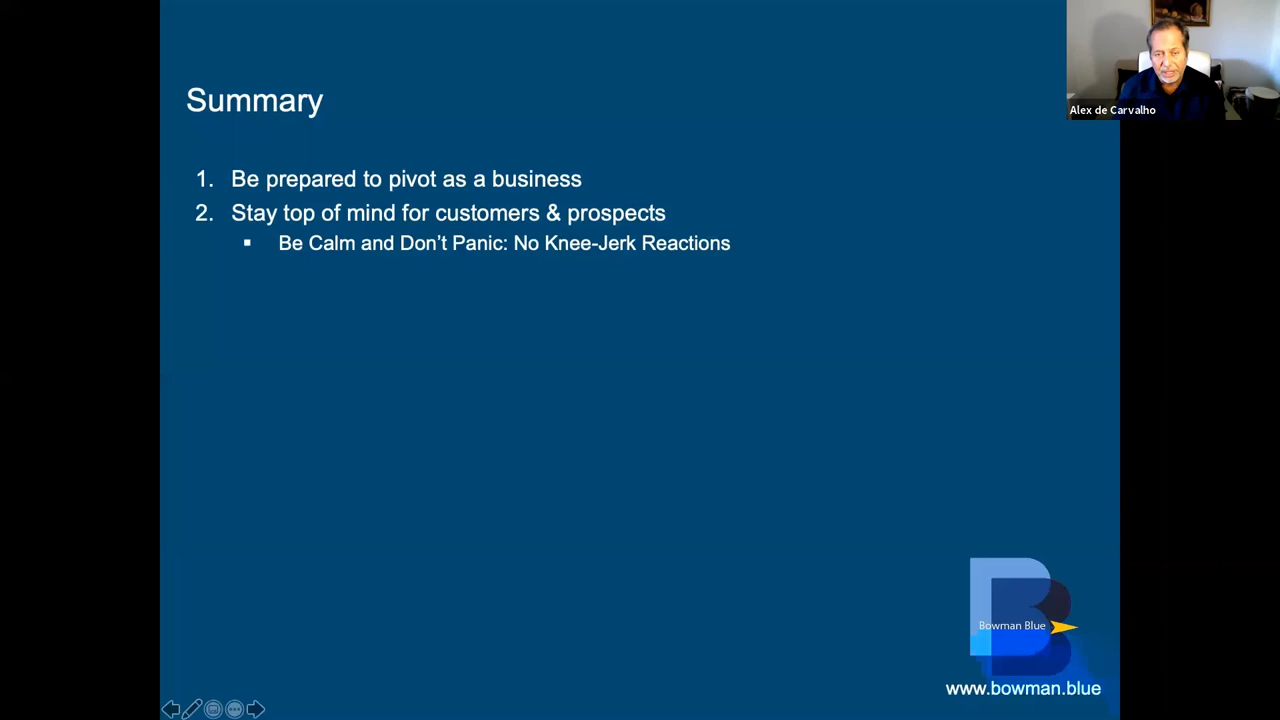 Alex de Carvalho
Summary
1. Be prepared to pivot as a business
2. Stay top of mind for customers & prospects
▪ Be Calm and Don’t Panic: No Knee-Jerk Reactions
Bowman Blue
www.bowman.blue